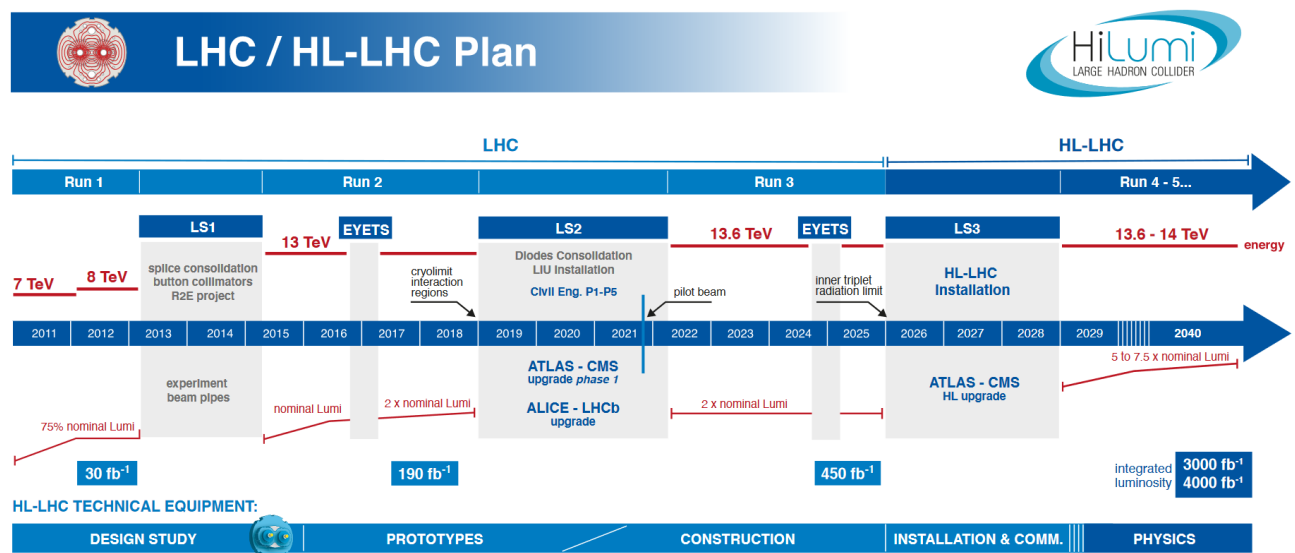 LHC / HL-LHC Plan
HiLumi
LARGE HADRON COLLIDER
LHC
HL-LHC
Run 1
Run 2
Run 3
Run 4 - 5...
LS1
EYETS
LS2
EYETS
LS3
7 TeV
8 TeV
13 TeV
13.6 TeV
13.6 - 14 TeV
energy
splice consolidation
button collimators
R2E project
cryolimit
interaction
regions
Diodes Consolidation
LIU Installation
Civil Eng. P1-P5
pilot beam
inner triplet
radiation limit
HL-LHC
Installation
2011
2012
2013
2014
2015
2016
2017
2018
2019
2020
2021
2022
2023
2024
2025
2026
2027
2028
2029
2040
experiment
beam pipes
ATLAS - CMS
upgrade phase 1
ALICE - LHCb
upgrade
ATLAS - CMS
HL upgrade
75% nominal Lumi
nominal Lumi
2 x nominal Lumi
2 x nominal Lumi
5 to 7.5 x nominal Lumi
30 fb-1
190 fb-1
450 fb-1
integrated
luminosity
3000 fb-1
4000 fb-1
HL-LHC TECHNICAL EQUIPMENT:
DESIGN STUDY
PROTOTYPES
CONSTRUCTION
INSTALLATION & COMM.
PHYSICS